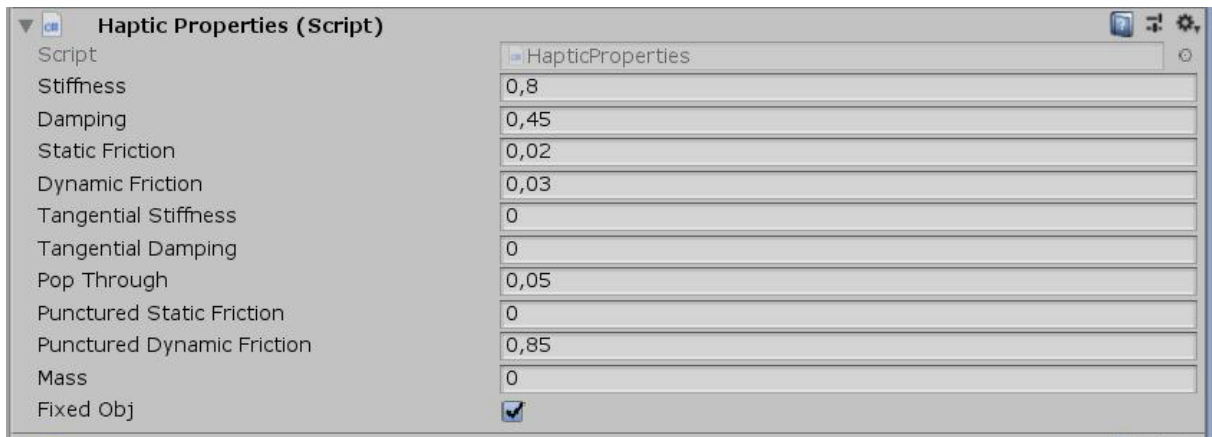 Haptic Properties (Script)
Script HapticProperties
Stiffness 0,8
Damping 0,45
Static Friction 0,02
Dynamic Friction 0,03
Tangential Stiffness 0
Tangential Damping 0
Pop Through 0,05
Punctured Static Friction 0
Punctured Dynamic Friction 0,85
Mass 0
Fixed Obj